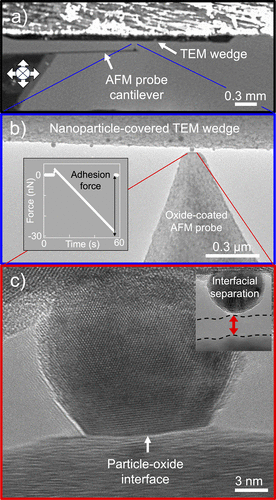 a)
TEM wedge
AFM probe
cantilever
0.3 mm
b)
Nanoparticle-covered TEM wedge
Force (nN)
0
-30
Adhesion
force
0
60
Time (s)
Oxide-coated
AFM probe
0.3 µm
c)
Interfacial
separation
Particle-oxide
interface
3 nm